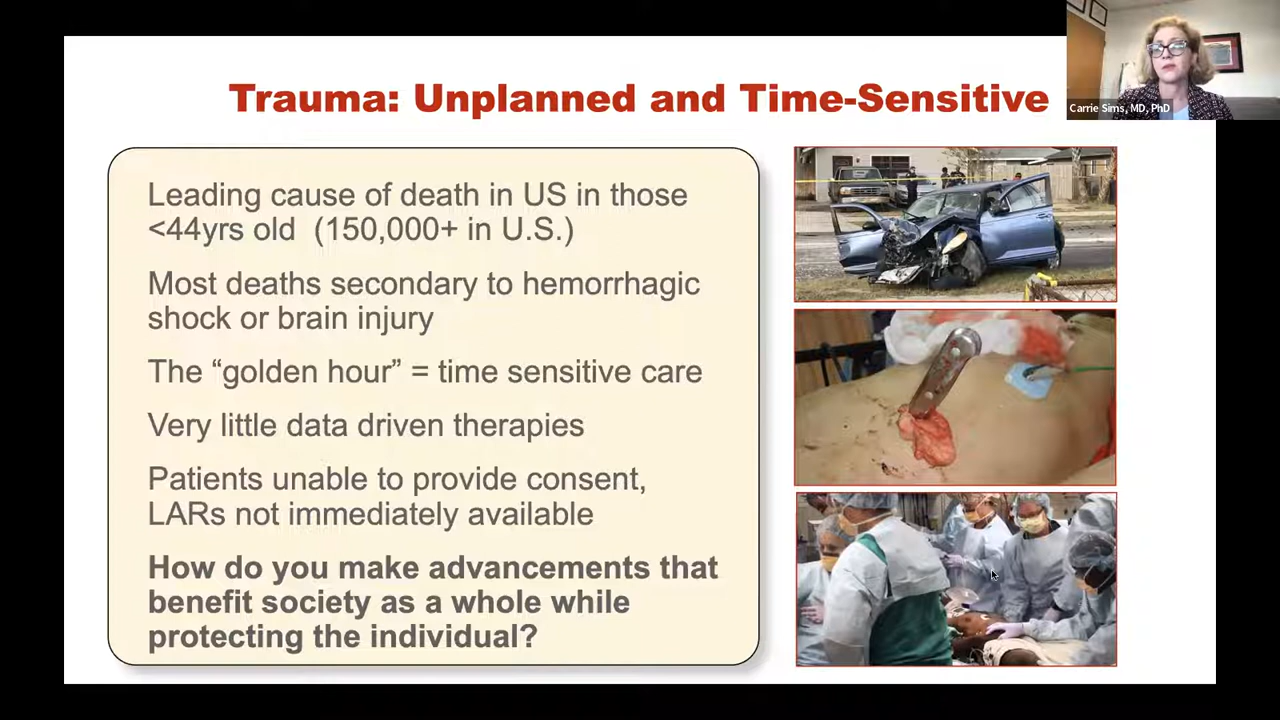 Trauma: Unplanned and Time-Sensitive
Carrie Sims, MD, PhD
Leading cause of death in US in those
<44yrs old (150,000+ in U.S.)
Most deaths secondary to hemorrhagic
shock or brain injury
The “golden hour” = time sensitive care
Very little data driven therapies
Patients unable to provide consent,
LARs not immediately available
How do you make advancements that
benefit society as a whole while
protecting the individual?